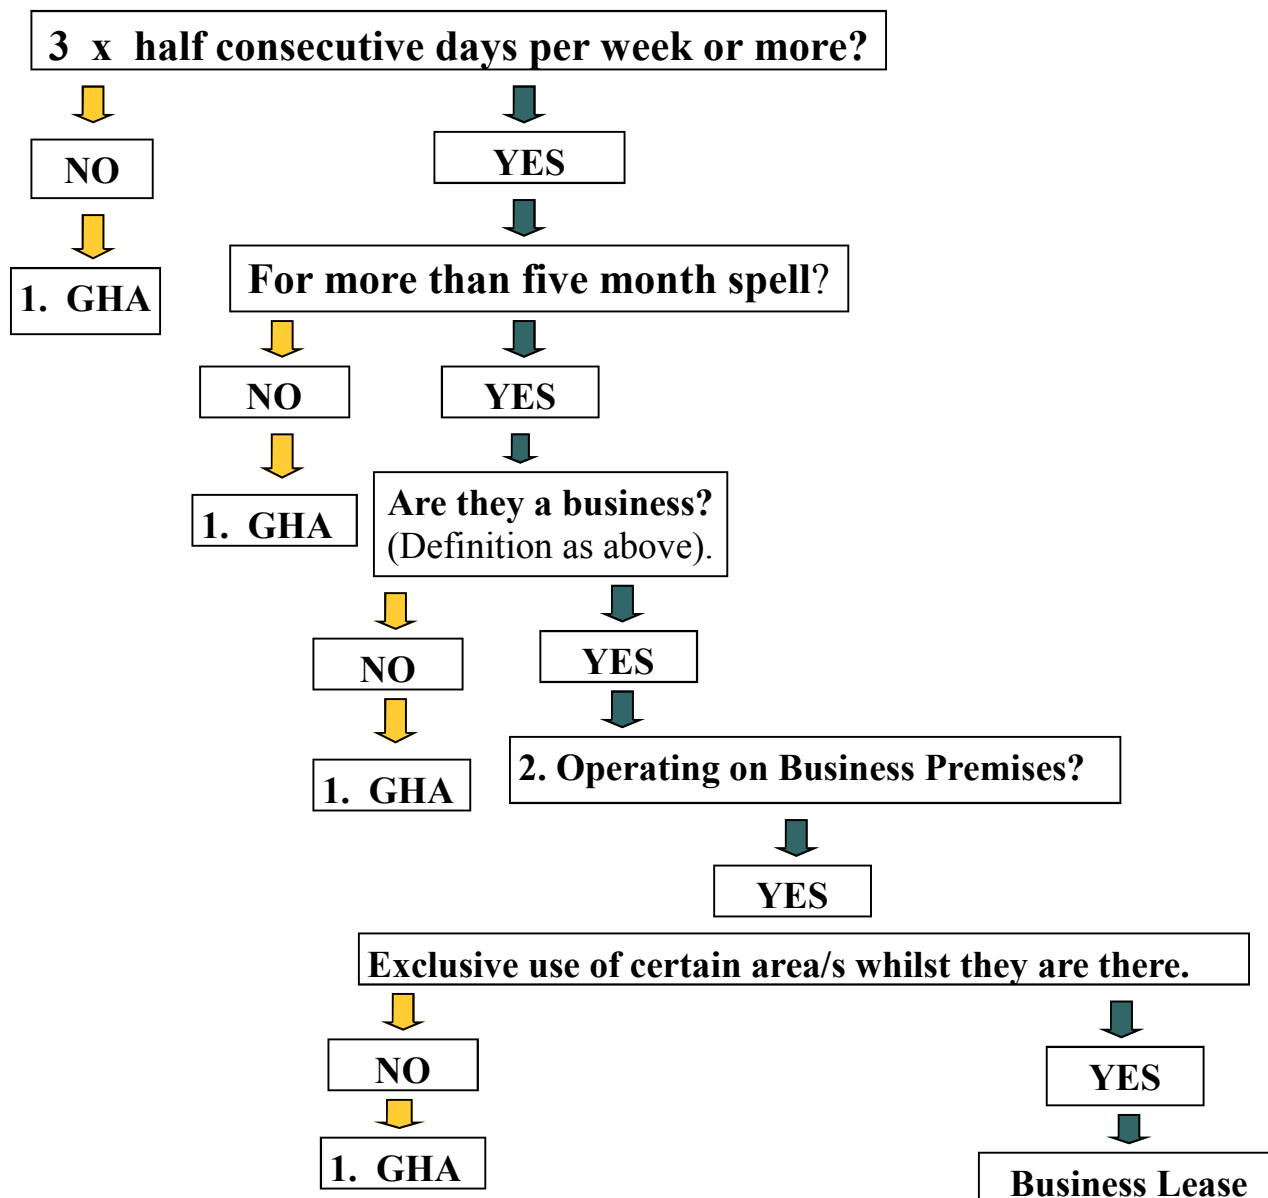 3 x half consecutive days per week or more?
NO
YES
1. GHA
For more than five month spell?
NO
YES
1. GHA
Are they a business?
(Definition as above).
NO
YES
1. GHA
2. Operating on Business Premises?
YES
Exclusive use of certain area/s whilst they are there.
NO
YES
1. GHA
Business Lease